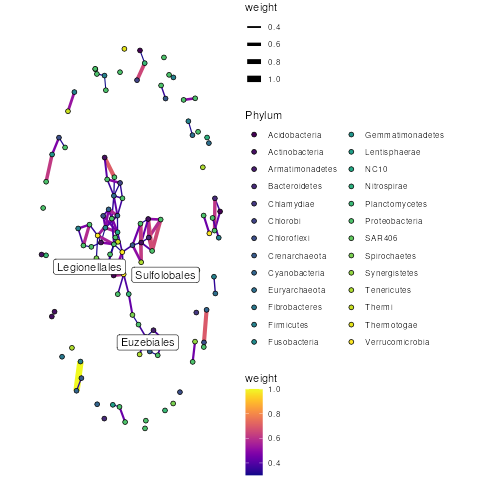 weight
0.4
0.6
0.8
1.0
Phylum
Acidobacteria
Actinobacteria
Armatimonadetes
Bacteroidetes
Chlamydiae
Chlorobi
Chloroflexi
Crenarchaeota
Cyanobacteria
Euryarchaeota
Fibrobacteres
Firmicutes
Fusobacteria
Gemmatimonadetes
Lentisphaerae
NC10
Nitrospirae
Planctomycetes
Proteobacteria
SAR406
Spirochaetes
Synergistetes
Tenericutes
Thermi
Thermotogae
Verrucomicrobia
Legionellales
Sulfolobales
Euzebiales
weight
1.0
0.8
0.6
0.4